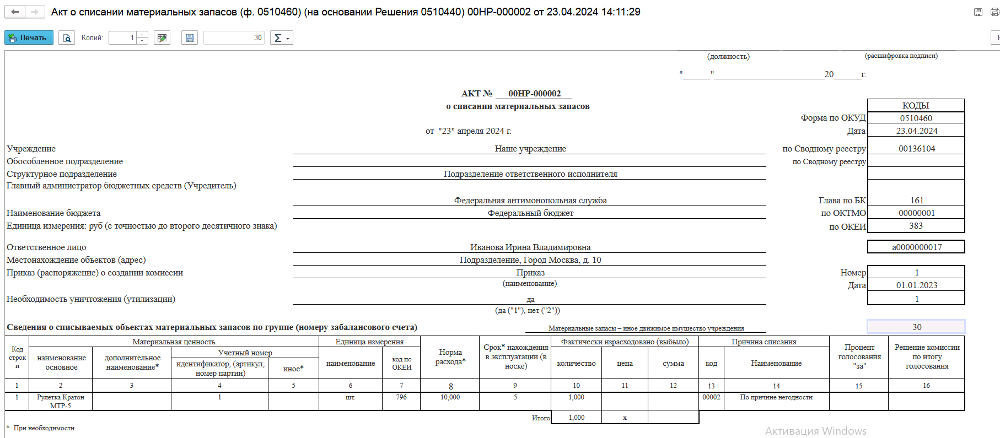 Акт о списании материальных запасов (ф. 0510460) (на основании Решения 0510440) 00НР-000002 от 23.04.2024 14:11:29
Печать Копий: 1 30 Σ
(должность) (расшифровка подписи)
"______"________________________20______г.
АКТ № 00НР-000002
о списании материальных запасов
КОДЫ
Форма по ОКУД 0510460
от "23" апреля 2024 г. Дата 23.04.2024
Учреждение Наше учреждение по Сводному реестру 00136104
Обособленное подразделение по Сводному реестру
Структурное подразделение Подразделение ответственного исполнителя
Главный администратор бюджетных средств (Учредитель)
Федеральная антимонопольная служба Глава по БК 161
Наименование бюджета Федеральный бюджет по ОКТМО 00000001
Единица измерения: руб (с точностью до второго десятичного знака) по ОКЕИ 383
Ответственное лицо Иванова Ирина Владимировна а0000000017
Местонахождение объектов (адрес) Подразделение, Город Москва, д. 10
Приказ (распоряжение) о создании комиссии Приказ Номер 1
(наименование) Дата 01.01.2023
Необходимость уничтожения (утилизации) да 1
(да ("1"), нет ("2"))
Сведения о списываемых объектах материальных запасов по группе (номеру забалансового счета) Материальные запасы – иное движимое имущество учреждения 30
Код строки Материальная ценность Единица измерения Норма расхода* Срок* нахождения в эксплуатации (в носке) Фактически израсходовано (выбыло) Причина списания Процент голосования "за" Решение комиссии по итогу голосования
наименование основное дополнительное наименование* Учетный номер наименование код по ОКЕИ количество цена сумма код Наименование
идентификатор, (артикул, номер партии) иное*
1 2 3 4 5 6 7 8 9 10 11 12 13 14 15 16
1 Рулетка Кратон МТР-5 1 шт. 796 10,000 5 1,000 00002 По причине негодности
Итого 1,000 х
* При необходимости
Активация Windows